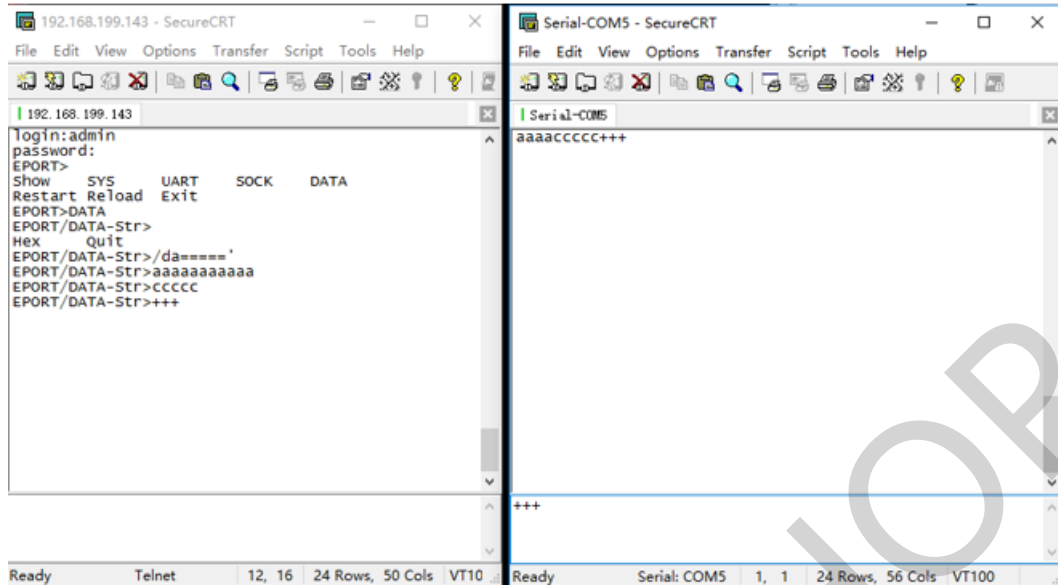 192.168.199.143 - SecureCRT
File Edit View Options Transfer Script Tools Help
192.168.199.143
login:admin
password:
EPORT>
Show SYS UART SOCK DATA
Restart Reload Exit
EPORT>DATA
EPORT/DATA-Str>
Hex Quit
EPORT/DATA-Str>/da====='
EPORT/DATA-Str>aaaaaaaaaaa
EPORT/DATA-Str>ccccc
EPORT/DATA-Str>+++
Ready Telnet 12, 16 24 Rows, 50 Cols VT10
Serial-COM5 - SecureCRT
File Edit View Options Transfer Script Tools Help
Serial-COM5
aaaaccccc+++
+++
Ready Serial: COM5 1, 1 24 Rows, 56 Cols VT100